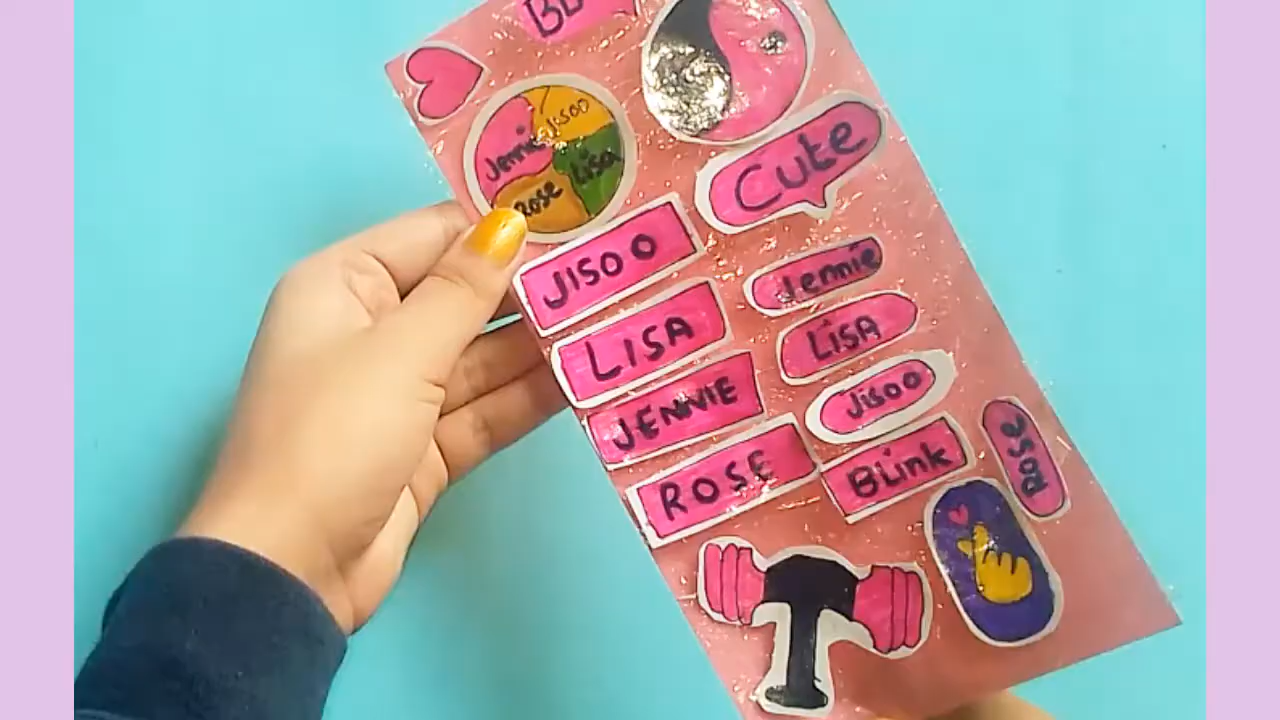 Jisoo
Jennie
Lisa
Rose
Cute
JISOO
LISA
JENNIE
ROSE
Jennie
LISA
Jisoo
BLink
Rose